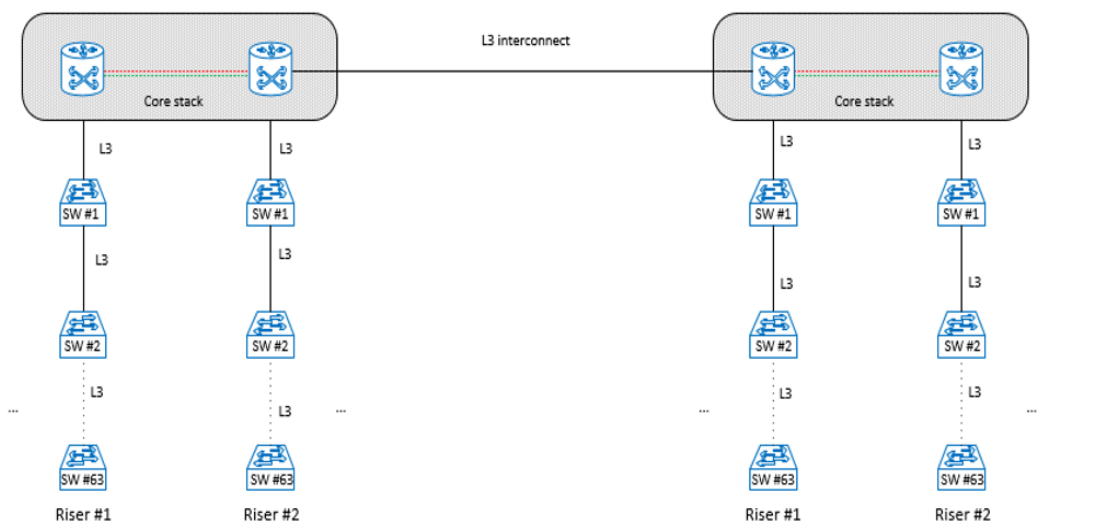 L3 interconnect
Core stack
Core stack
L3
L3
L3
L3
SW #1
SW #1
SW #1
SW #1
L3
L3
L3
L3
SW #2
SW #2
SW #2
SW #2
L3
L3
L3
L3
...
...
...
...
SW #63
SW #63
SW #63
SW #63
Riser #1
Riser #2
Riser #1
Riser #2